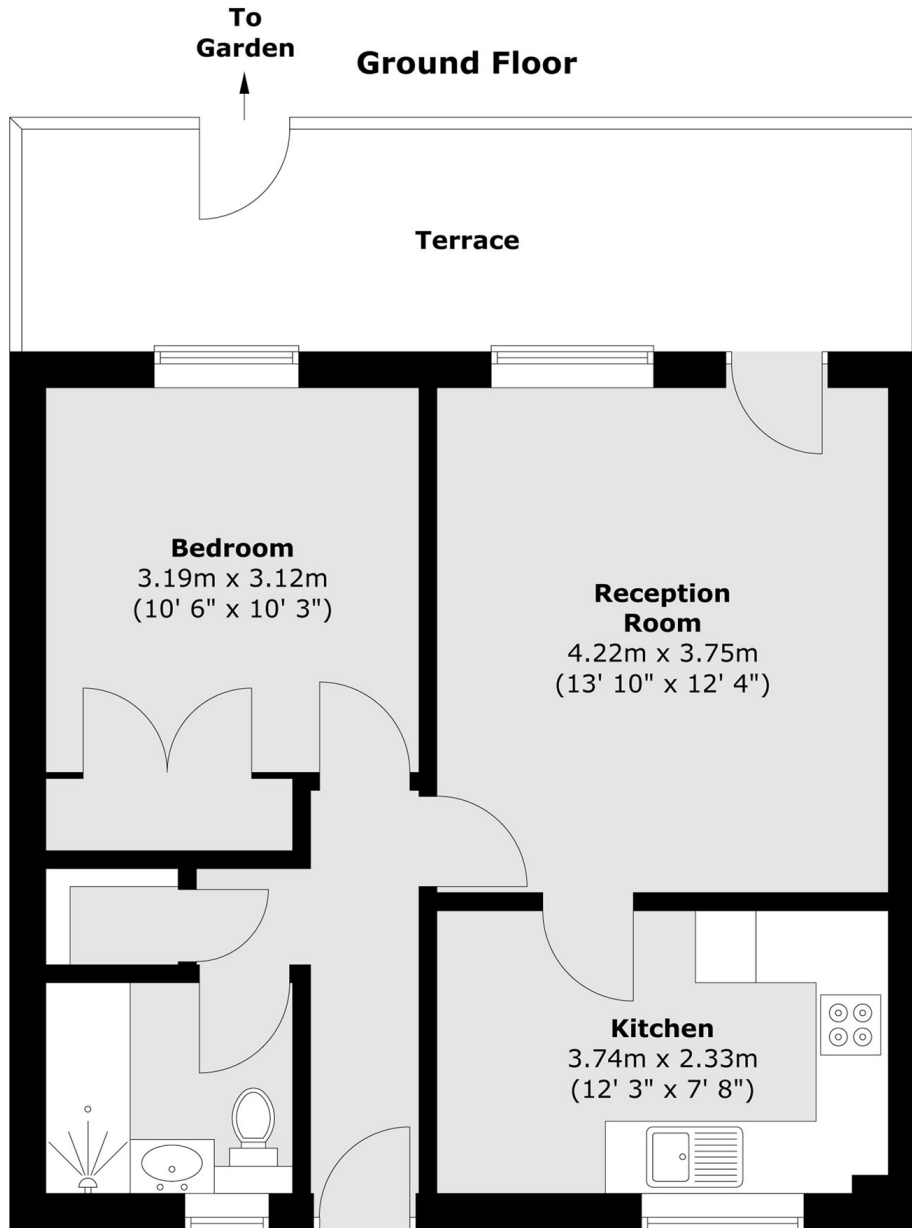 To
Garden
Ground Floor
Terrace
Bedroom
3.19m x 3.12m
(10' 6" x 10' 3")
Reception
Room
4.22m x 3.75m
(13' 10" x 12' 4")
Kitchen
3.74m x 2.33m
(12' 3" x 7' 8")